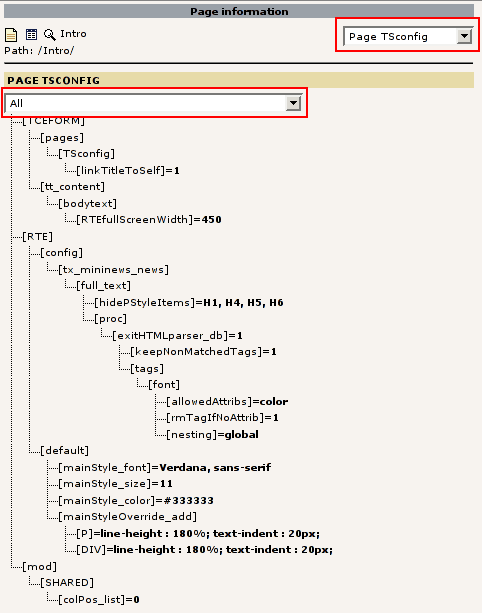 Page information
Intro
Page TSconfig
Path: /Intro/
PAGE TSCONFIG
All
[TCEFORM]
[pages]
[TSconfig]
[linkTitleToSelf]=1
[tt_content]
[bodytext]
[RTEfullScreenWidth]=450
[RTE]
[config]
[tx_mininews_news]
[full_text]
[hidePStyleItems]=H1, H4, H5, H6
[proc]
[exitHTMLparser_db]=1
[keepNonMatchedTags]=1
[tags]
[font]
[allowedAttribs]=color
[rmTagIfNoAttrib]=1
[nesting]=global
[default]
[mainStyle_font]=Verdana, sans-serif
[mainStyle_size]=11
[mainStyle_color]=#333333
[mainStyleOverride_add]
[P]=line-height : 180%; text-indent : 20px;
[DIV]=line-height : 180%; text-indent : 20px;
[mod]
[SHARED]
[colPos_list]=0